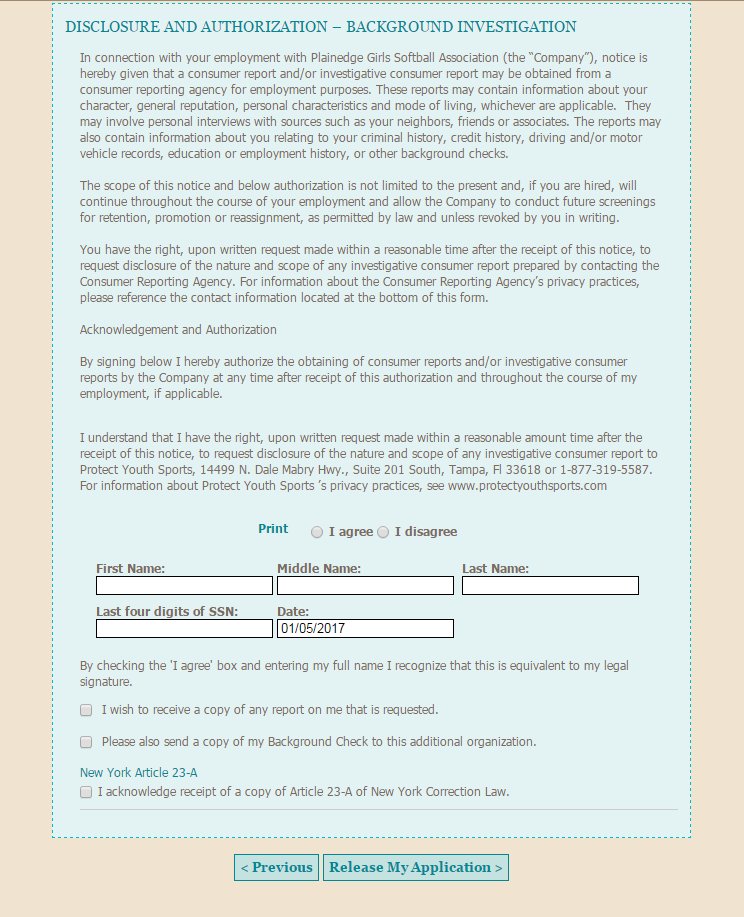 DISCLOSURE AND AUTHORIZATION – BACKGROUND INVESTIGATION
In connection with your employment with Plainedge Girls Softball Association (the “Company”), notice is
hereby given that a consumer report and/or investigative consumer report may be obtained from a
consumer reporting agency for employment purposes. These reports may contain information about your
character, general reputation, personal characteristics and mode of living, whichever are applicable.  They
may involve personal interviews with sources such as your neighbors, friends or associates. The reports may
also contain information about you relating to your criminal history, credit history, driving and/or motor
vehicle records, education or employment history, or other background checks.
The scope of this notice and below authorization is not limited to the present and, if you are hired, will
continue throughout the course of your employment and allow the Company to conduct future screenings
for retention, promotion or reassignment, as permitted by law and unless revoked by you in writing.
You have the right, upon written request made within a reasonable time after the receipt of this notice, to
request disclosure of the nature and scope of any investigative consumer report prepared by contacting the
Consumer Reporting Agency. For information about the Consumer Reporting Agency’s privacy practices,
please reference the contact information located at the bottom of this form.
Acknowledgement and Authorization
By signing below I hereby authorize the obtaining of consumer reports and/or investigative consumer
reports by the Company at any time after receipt of this authorization and throughout the course of my
employment, if applicable.
I understand that I have the right, upon written request made within a reasonable amount time after the
receipt of this notice, to request disclosure of the nature and scope of any investigative consumer report to
Protect Youth Sports, 14499 N. Dale Mabry Hwy., Suite 201 South, Tampa, Fl 33618 or 1-877-319-5587.
For information about Protect Youth Sports ’s privacy practices, see www.protectyouthsports.com
Print I agree I disagree
First Name: Middle Name: Last Name:
Last four digits of SSN: Date:
01/05/2017
By checking the 'I agree' box and entering my full name I recognize that this is equivalent to my legal
signature.
I wish to receive a copy of any report on me that is requested.
Please also send a copy of my Background Check to this additional organization.
New York Article 23-A
I acknowledge receipt of a copy of Article 23-A of New York Correction Law.
< Previous Release My Application >